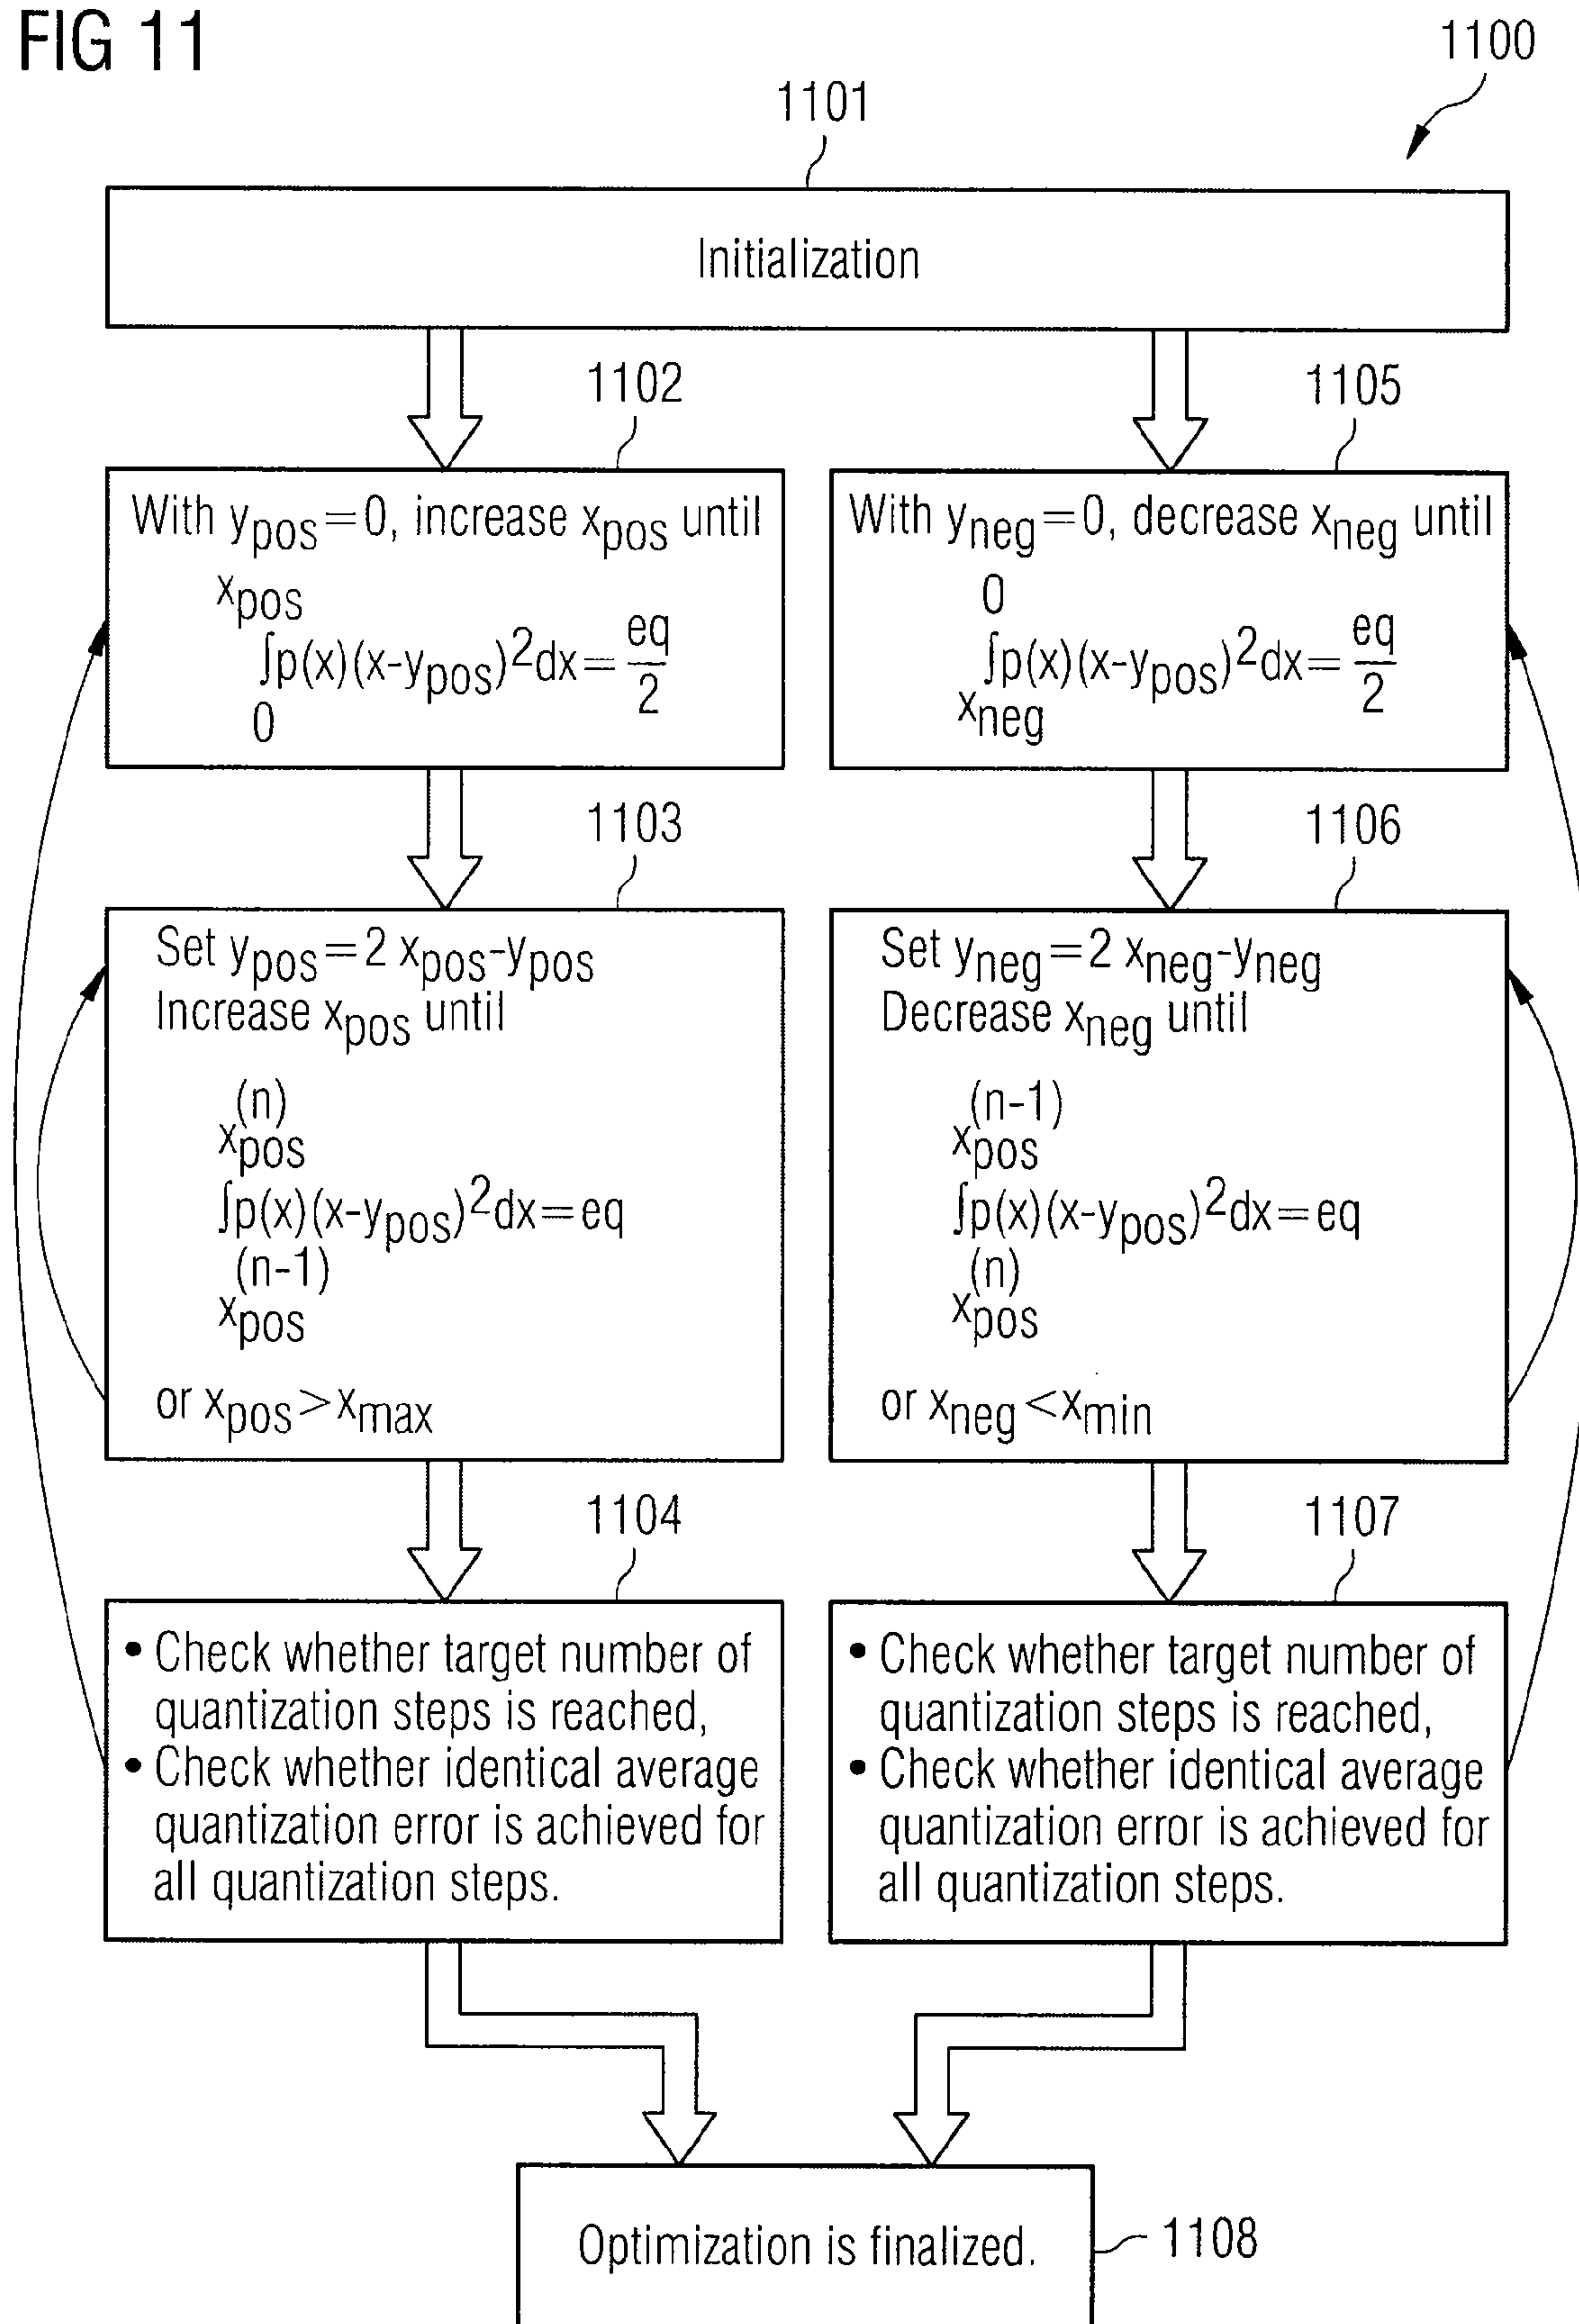 FIG 11
1100
1101
Initialization
1102
With ypos=0, increase xpos until
xpos
∫p(x)(x-ypos)2dx=eq/2
0
1105
With yneg=0, decrease xneg until
0
∫p(x)(x-ypos)2dx=eq/2
xneg
1103
Set ypos=2 xpos-ypos
Increase xpos until
(n)
xpos
∫p(x)(x-ypos)2dx=eq
(n-1)
xpos
or xpos>xmax
1106
Set yneg=2 xneg-yneg
Decrease xneg until
(n-1)
xpos
∫p(x)(x-ypos)2dx=eq
(n)
xpos
or xneg<xmin
1104
• Check whether target number of
quantization steps is reached,
• Check whether identical average
quantization error is achieved for
all quantization steps.
1107
• Check whether target number of
quantization steps is reached,
• Check whether identical average
quantization error is achieved for
all quantization steps.
Optimization is finalized.
1108